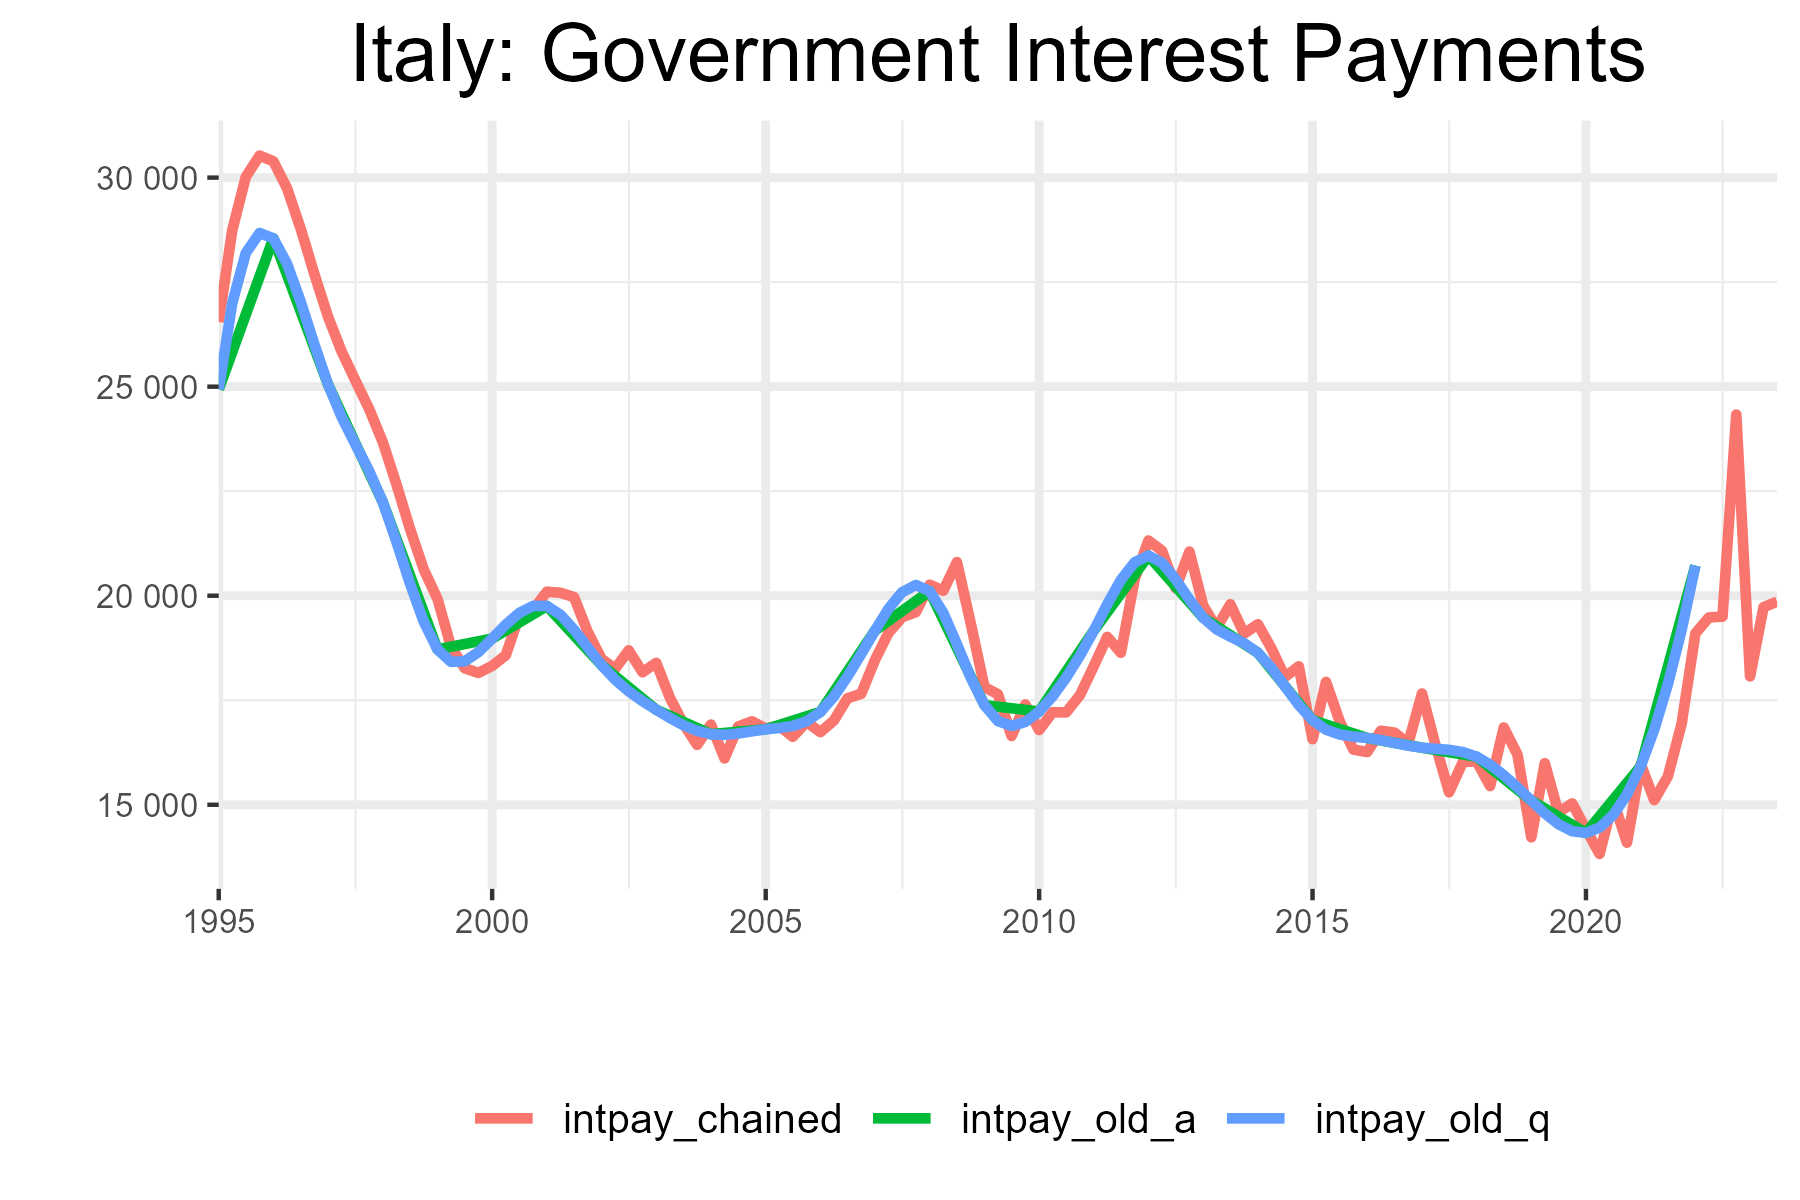 Italy: Government Interest Payments
30 000
25 000
20 000
15 000
1995 2000 2005 2010 2015 2020
intpay_chained intpay_old_a intpay_old_q